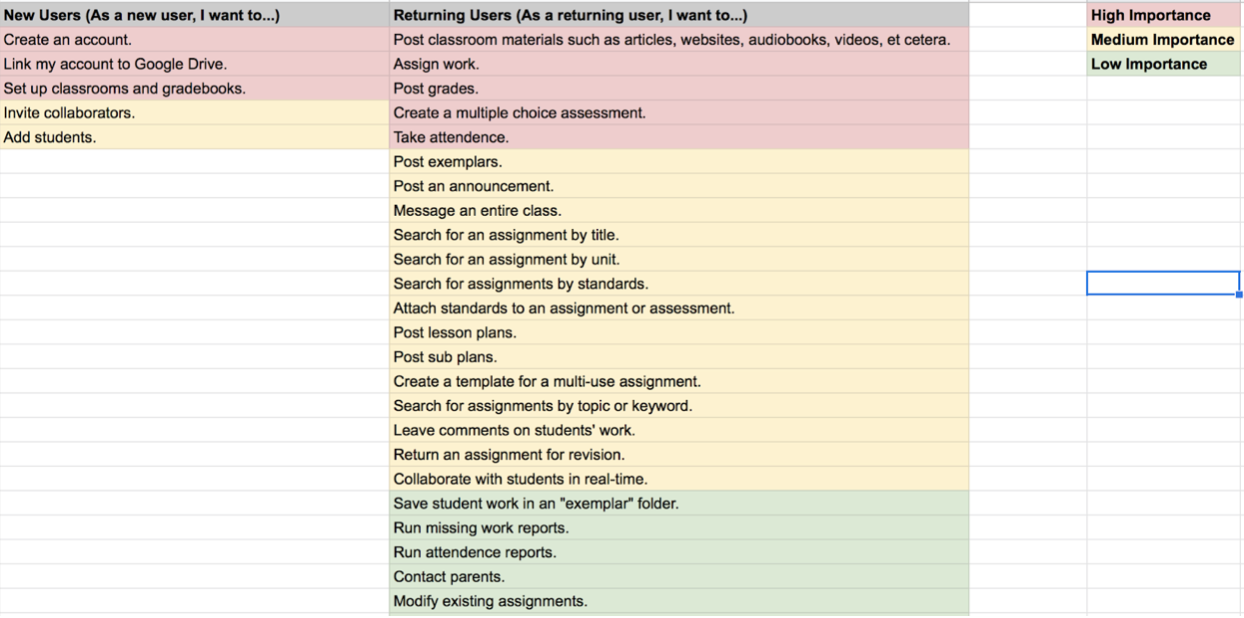 New Users (As a new user, I want to...) Returning Users (As a returning user, I want to...) High Importance
Create an account. Post classroom materials such as articles, websites, audiobooks, videos, et cetera. Medium Importance
Link my account to Google Drive. Assign work. Low Importance
Set up classrooms and gradebooks. Post grades.
Invite collaborators. Create a multiple choice assessment.
Add students. Take attendence.
Post exemplars.
Post an announcement.
Message an entire class.
Search for an assignment by title.
Search for an assignment by unit.
Search for assignments by standards.
Attach standards to an assignment or assessment.
Post lesson plans.
Post sub plans.
Create a template for a multi-use assignment.
Search for assignments by topic or keyword.
Leave comments on students' work.
Return an assignment for revision.
Collaborate with students in real-time.
Save student work in an "exemplar" folder.
Run missing work reports.
Run attendence reports.
Contact parents.
Modify existing assignments.